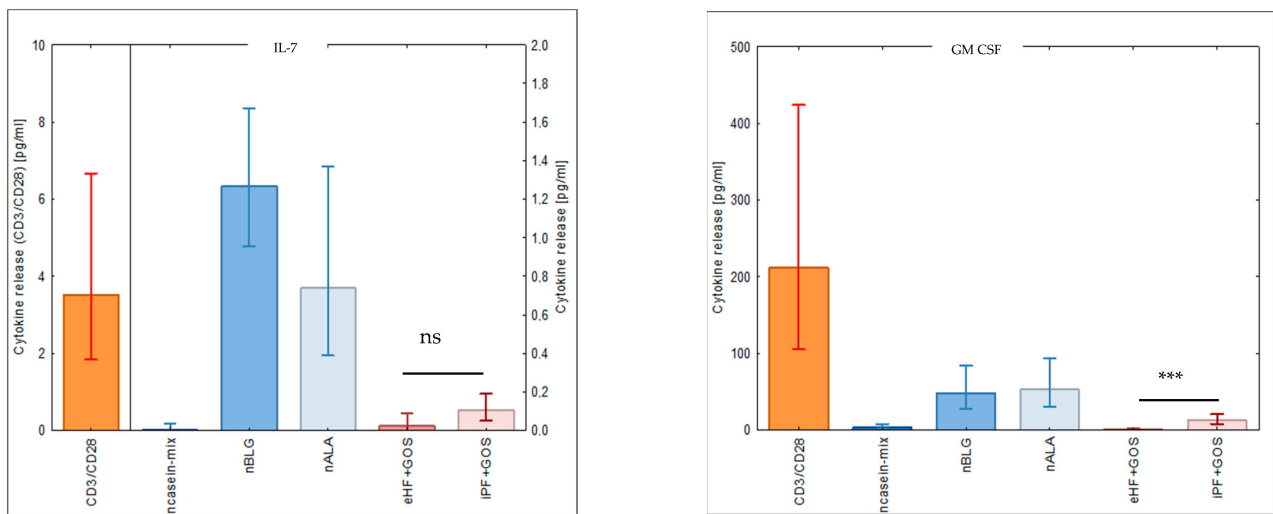 IL-7
Cytokine release (CD3/CD28) [pg/ml]
10
8
6
4
2
0
2.0
1.8
1.6
1.4
1.2
1.0
0.8
0.6
0.4
0.2
0.0
Cytokine release [pg/ml]
ns
CD3/CD28
ncasein-mix
nBLG
nALA
eHF+GOS
iPF+GOS
GM CSF
Cytokine release [pg/ml]
500
400
300
200
100
0
***
CD3/CD28
ncasein-mix
nBLG
nALA
eHF+GOS
iPF+GOS